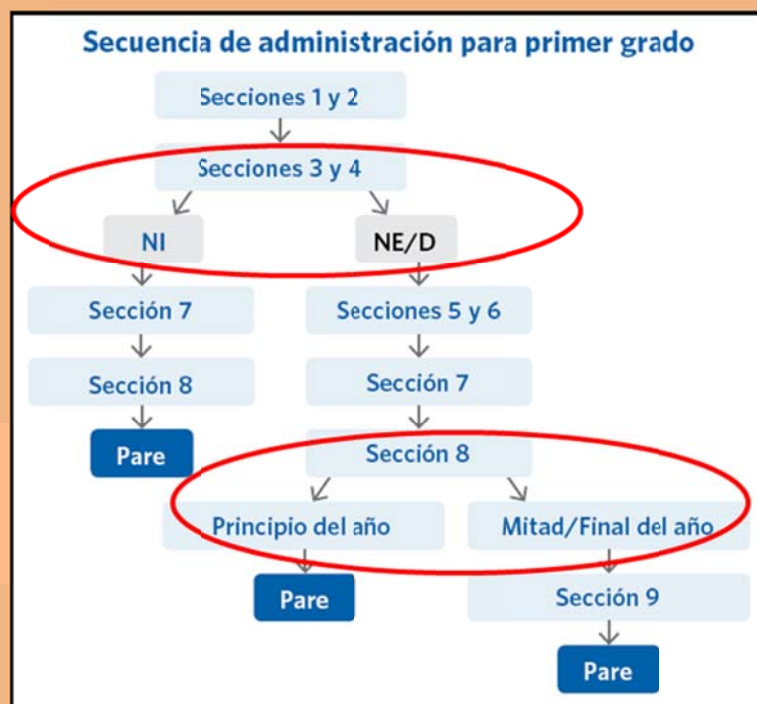 Secuencia de administración para primer grado
Secciones 1 y 2
Secciones 3 y 4
NI
NE/D
Sección 7
Secciones 5 y 6
Sección 8
Sección 7
Pare
Sección 8
Principio del año
Mitad/Final del año
Pare
Sección 9
Pare